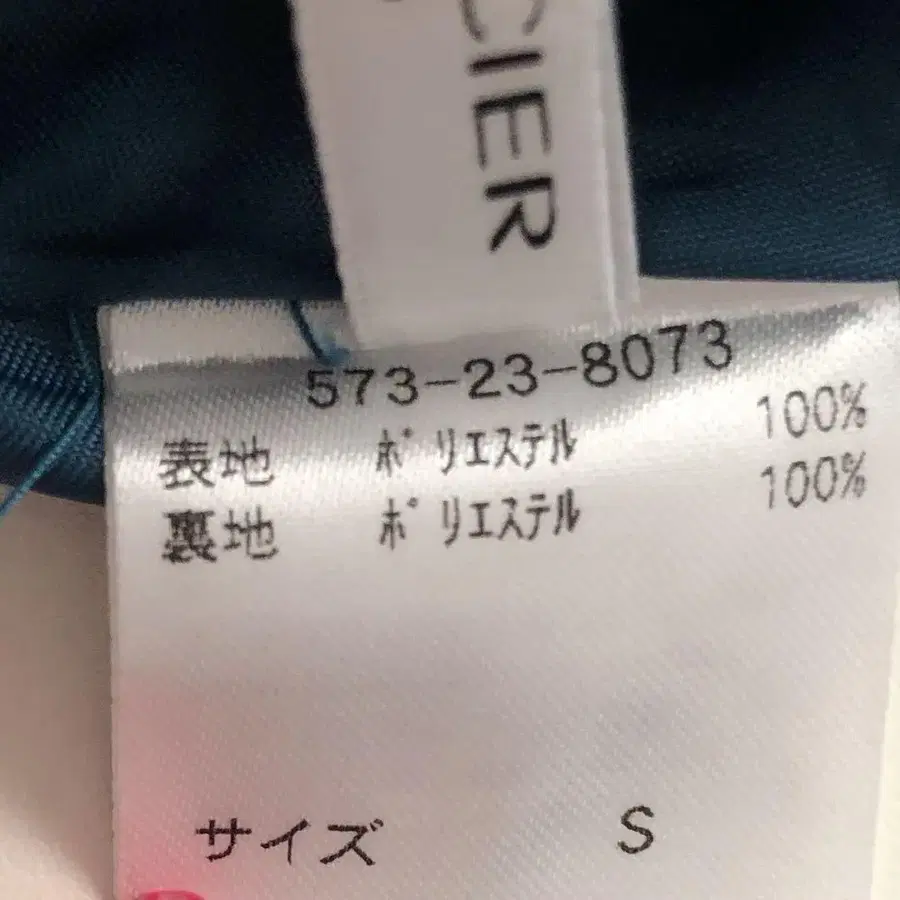 CIER
573-23-8073
表地 ポリエステル 100%
裏地 ポリエステル 100%
サイズ S